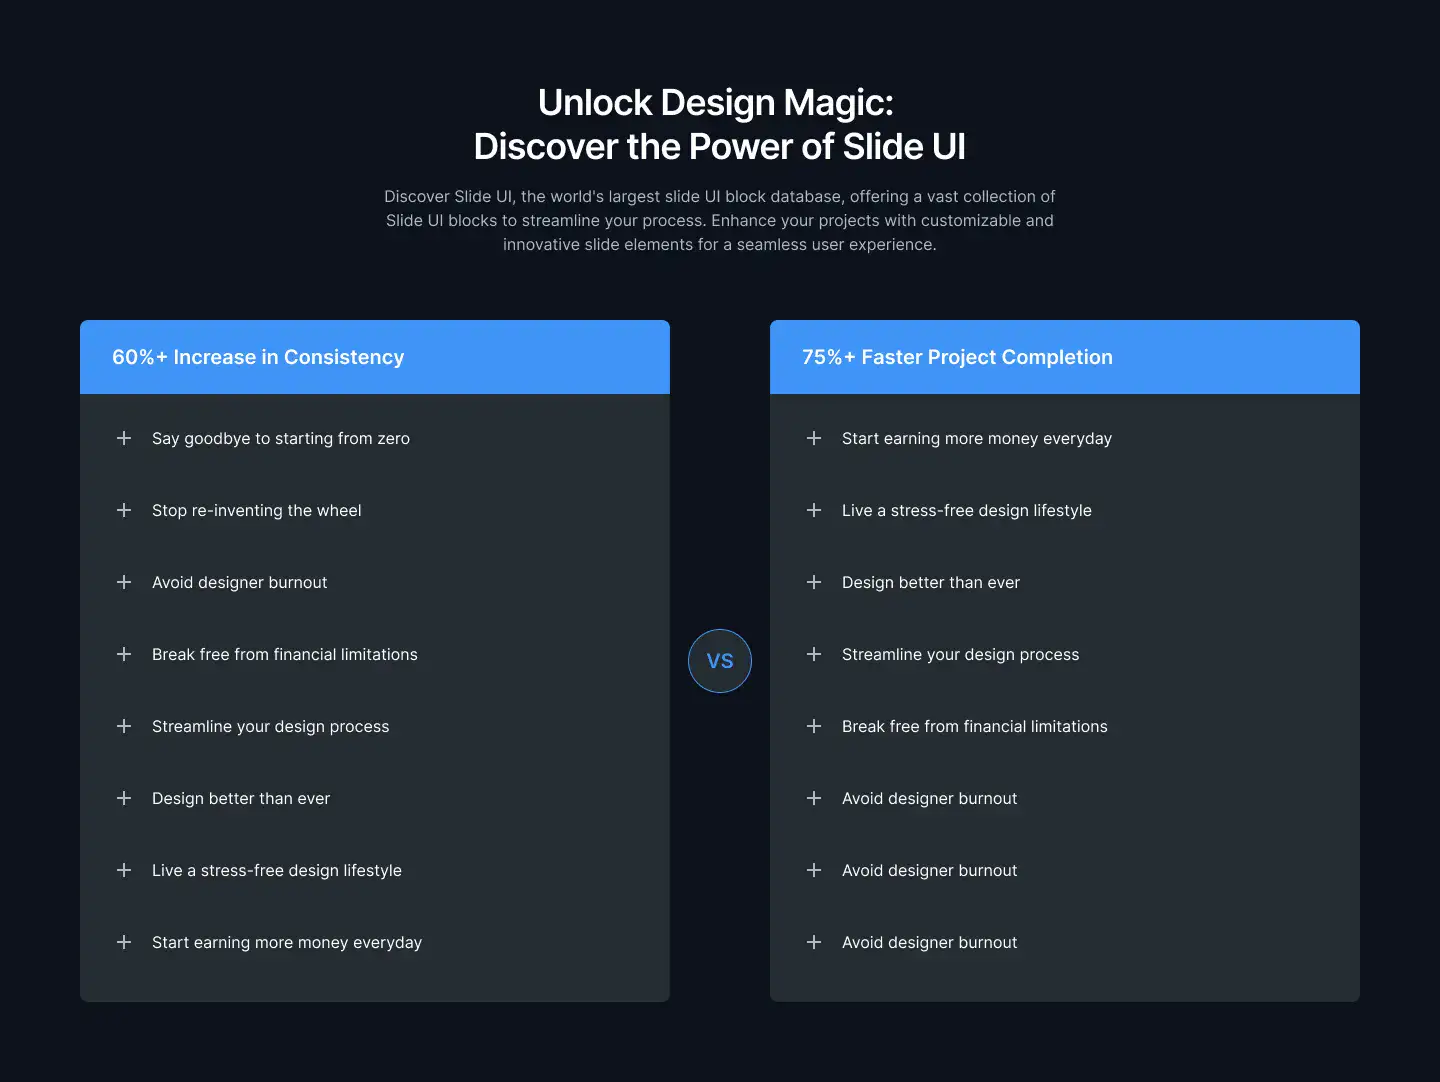 Unlock Design Magic:
Discover the Power of Slide UI
Discover Slide UI, the world's largest slide UI block database, offering a vast collection of
Slide UI blocks to streamline your process. Enhance your projects with customizable and
innovative slide elements for a seamless user experience.
60%+ Increase in Consistency
Say goodbye to starting from zero
Stop re-inventing the wheel
Avoid designer burnout
Break free from financial limitations
Streamline your design process
Design better than ever
Live a stress-free design lifestyle
Start earning more money everyday
VS
75%+ Faster Project Completion
Start earning more money everyday
Live a stress-free design lifestyle
Design better than ever
Streamline your design process
Break free from financial limitations
Avoid designer burnout
Avoid designer burnout
Avoid designer burnout